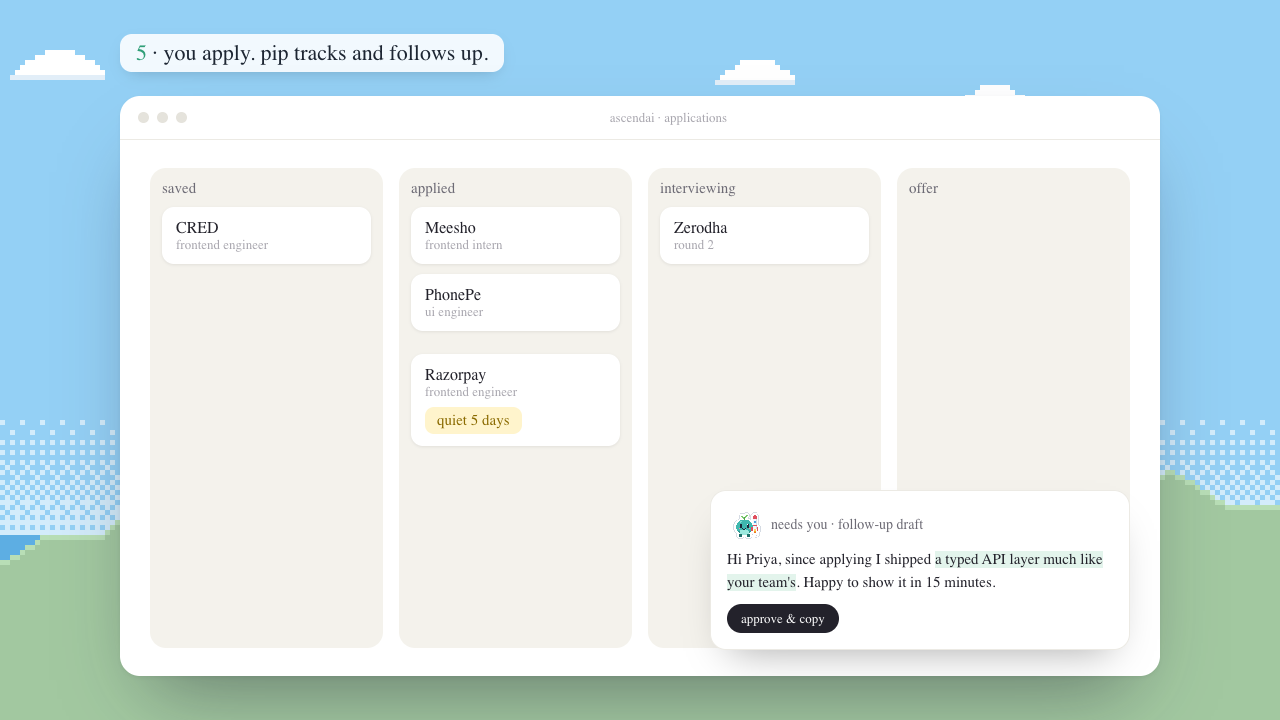 5 · you apply. pip tracks and follows up.
ascendai · applications
saved
CRED
frontend engineer
applied
Meesho
frontend intern
PhonePe
ui engineer
Razorpay
frontend engineer
quiet 5 days
interviewing
Zerodha
round 2
offer
needs you · follow-up draft
Hi Priya, since applying I shipped a typed API layer much like
your team's. Happy to show it in 15 minutes.
approve & copy